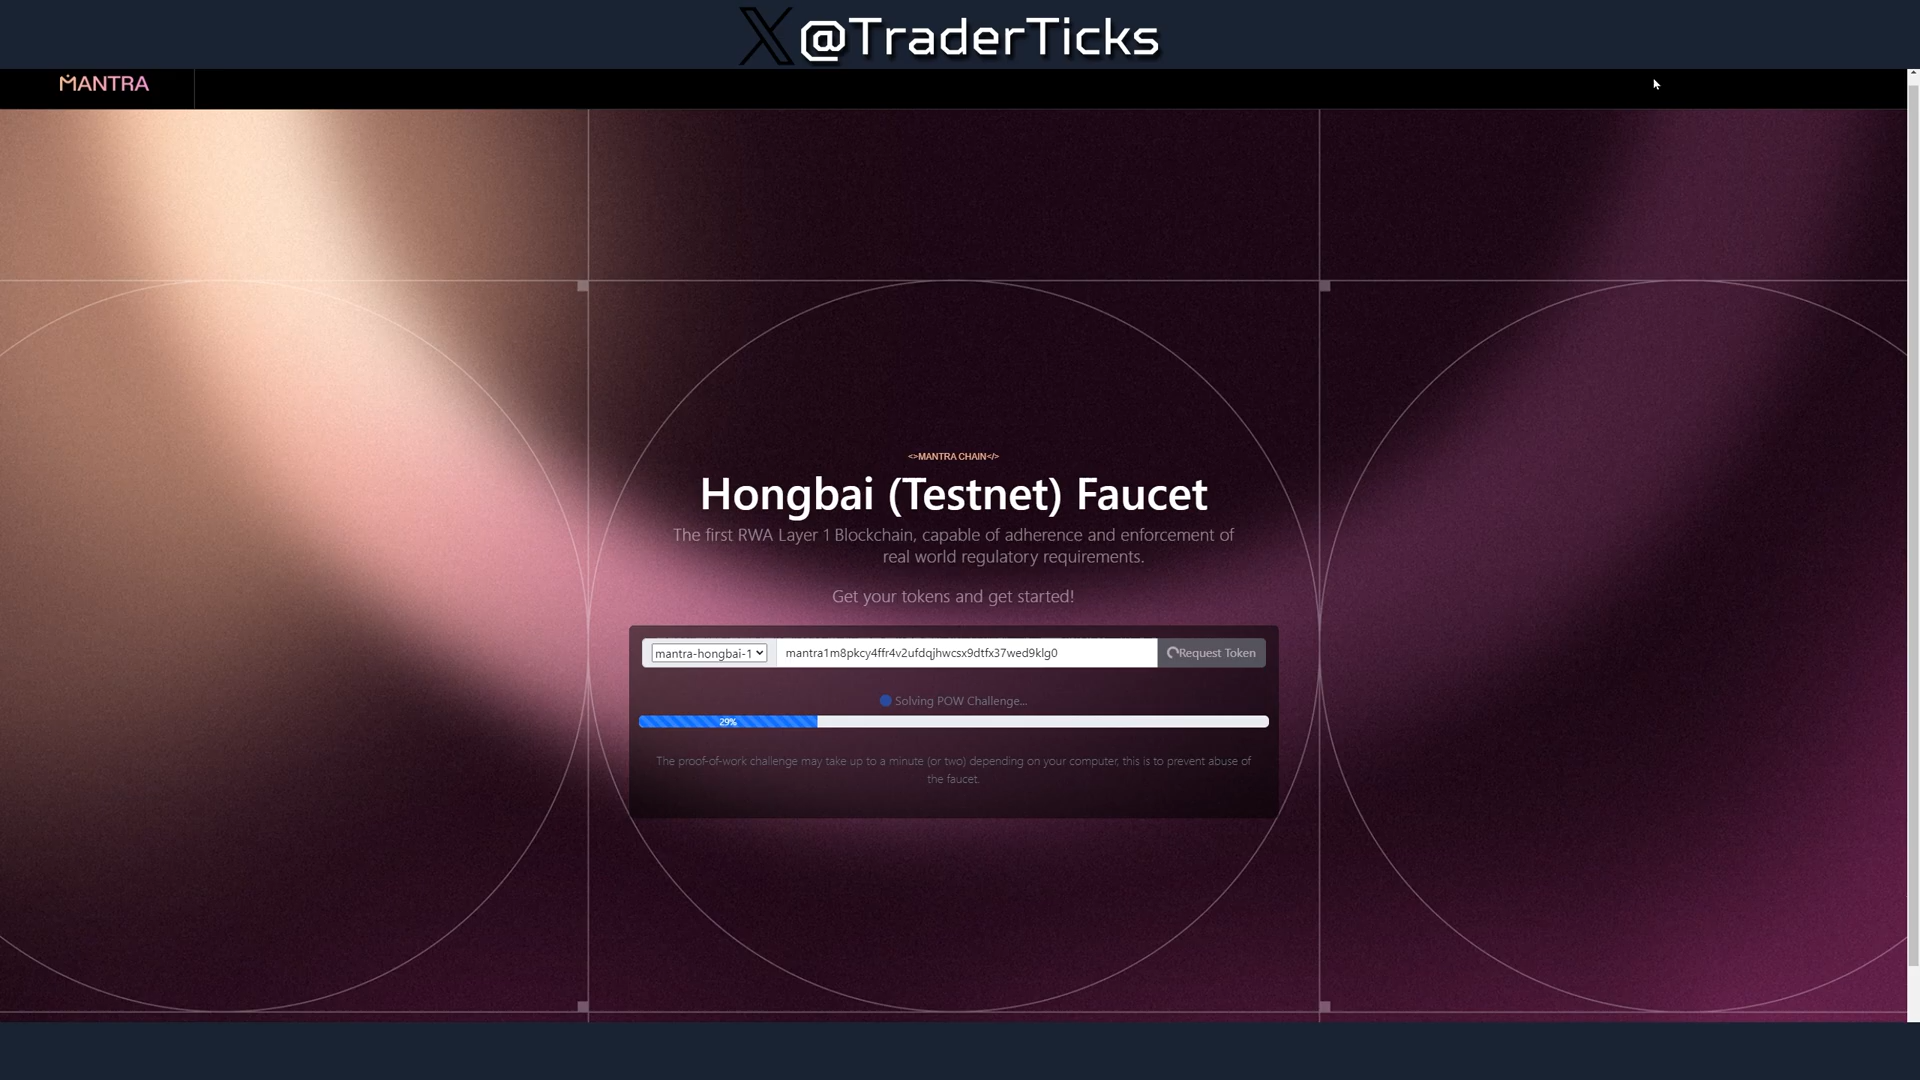 X @TraderTicks
MANTRA
<>MANTRA CHAIN</>
Hongbai (Testnet) Faucet
The first RWA Layer 1 Blockchain, capable of adherence and enforcement of
real world regulatory requirements.
Get your tokens and get started!
mantra-hongbai-1 mantra1m8pkcy4ffr4v2ufdqjhwcsx9dtfx37wed9klg0 Request Token
Solving POW Challenge...
29%
The proof-of-work challenge may take up to a minute (or two) depending on your computer, this is to prevent abuse of
the faucet.